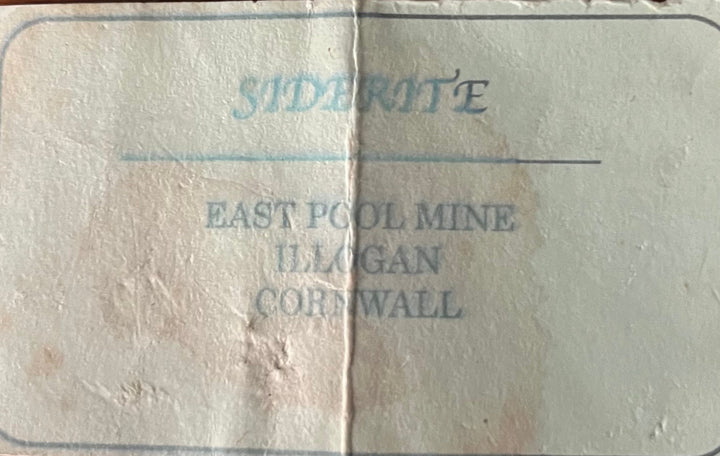 SIDERITE
EAST POOL MINE
ILLOGAN
CORNWALL